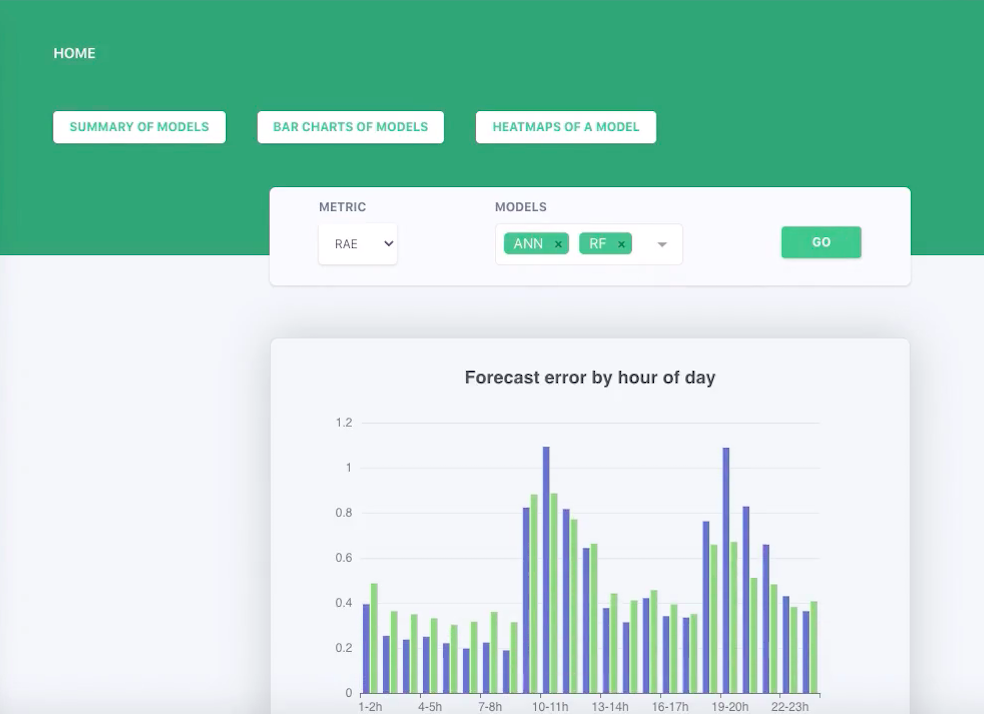 HOME
SUMMARY OF MODELS BAR CHARTS OF MODELS HEATMAPS OF A MODEL
METRIC MODELS
RAE ANN × RF × GO
Forecast error by hour of day
1.2
1
0.8
0.6
0.4
0.2
0
1-2h 4-5h 7-8h 10-11h 13-14h 16-17h 19-20h 22-23h